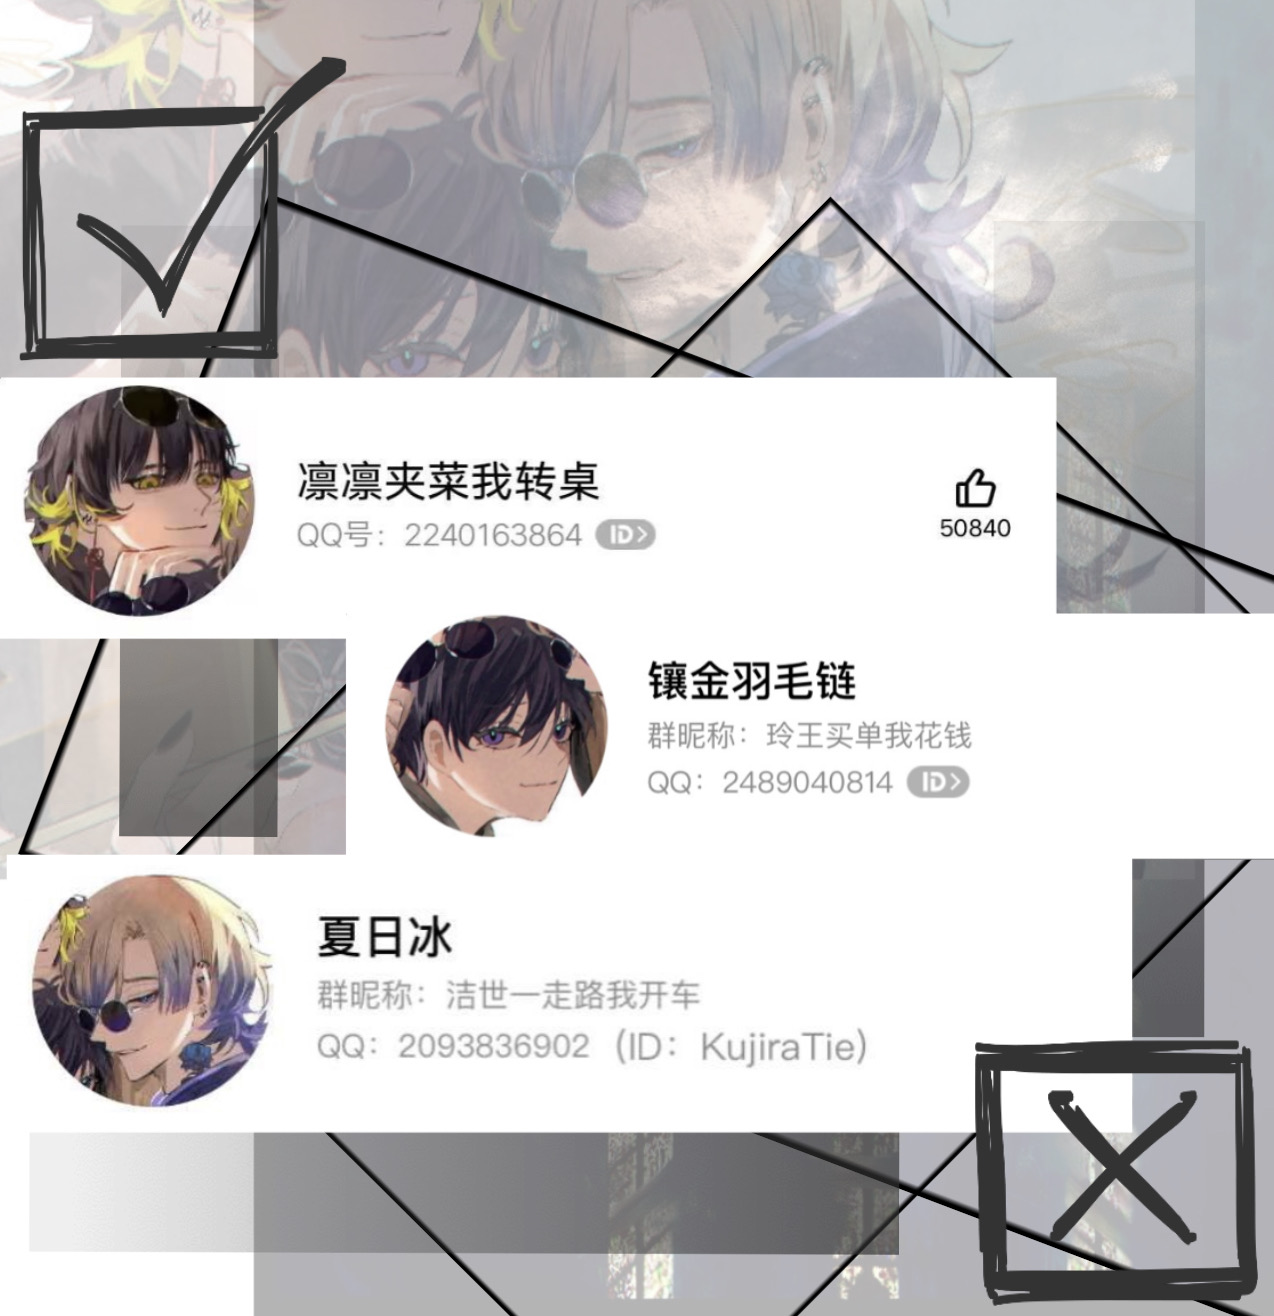 凛凛夹菜我转桌
QQ号：2240163864 ID>
50840
镶金羽毛链
群昵称：玲王买单我花钱
QQ：2489040814 ID>
夏日冰
群昵称：洁世一走路我开车
QQ：2093836902（ID：KujiraTie）